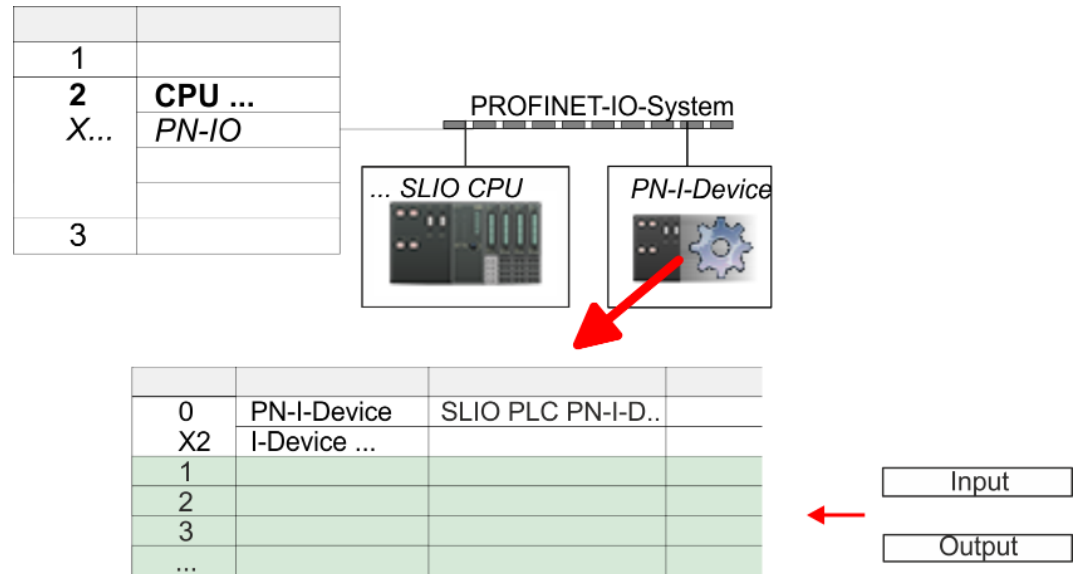 1
2 CPU ...
X... PN-IO
3
PROFINET-IO-System
... SLIO CPU
PN-I-Device
0 PN-I-Device SLIO PLC PN-I-D..
X2 I-Device ...
1
2
3
...
Input
Output